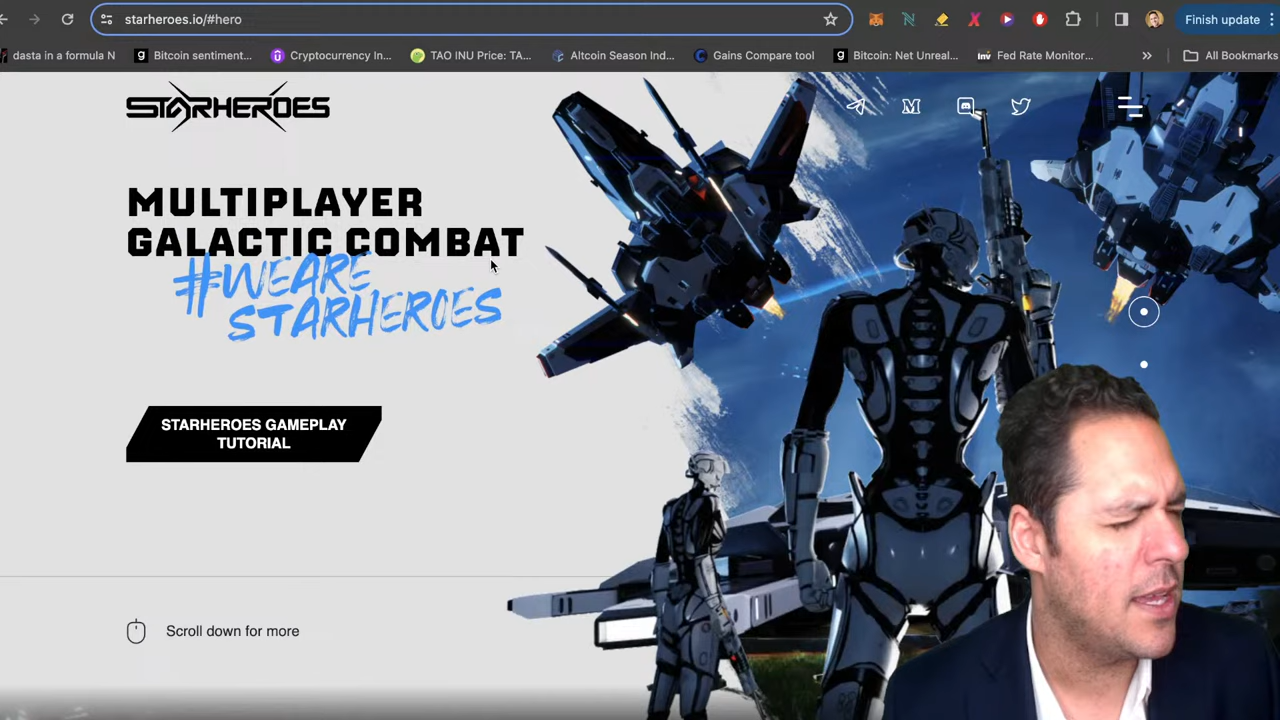 starheroes.io/#hero
Finish update
dasta in a formula N
Bitcoin sentiment...
Cryptocurrency In...
TAO INU Price: TA...
Altcoin Season Ind...
Gains Compare tool
Bitcoin: Net Unreal...
inv Fed Rate Monitor...
All Bookmarks
STARHEROES
MULTIPLAYER
GALACTIC COMBAT
#WEARE
STARHEROES
STARHEROES GAMEPLAY
TUTORIAL
Scroll down for more